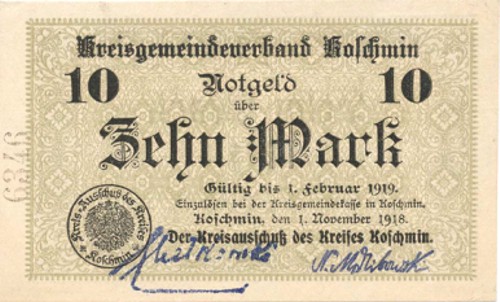 Kreisgemeindeverband Koschmin
10 Notgeld 10
über
Zehn Mark
Gültig bis 1. Februar 1919.
Einzulösen bei der Kreisgemeindekasse in Koschmin.
Koschmin, den 1. November 1918.
Der Kreisausschuß des Kreises Koschmin.
Kreis-Ausschuß des Kreises Koschmin
9346